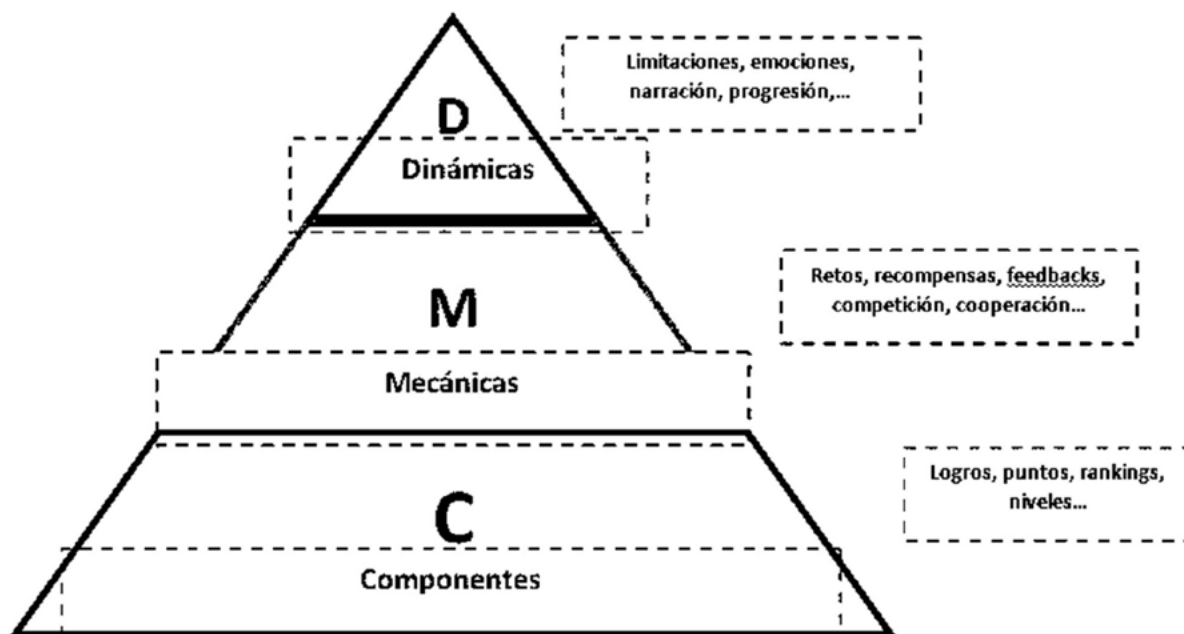 D
Dinámicas
Limitaciones, emociones,
narración, progresión,...
M
Mecánicas
Retos, recompensas, feedbacks,
competición, cooperación...
C
Componentes
Logros, puntos, rankings,
niveles...